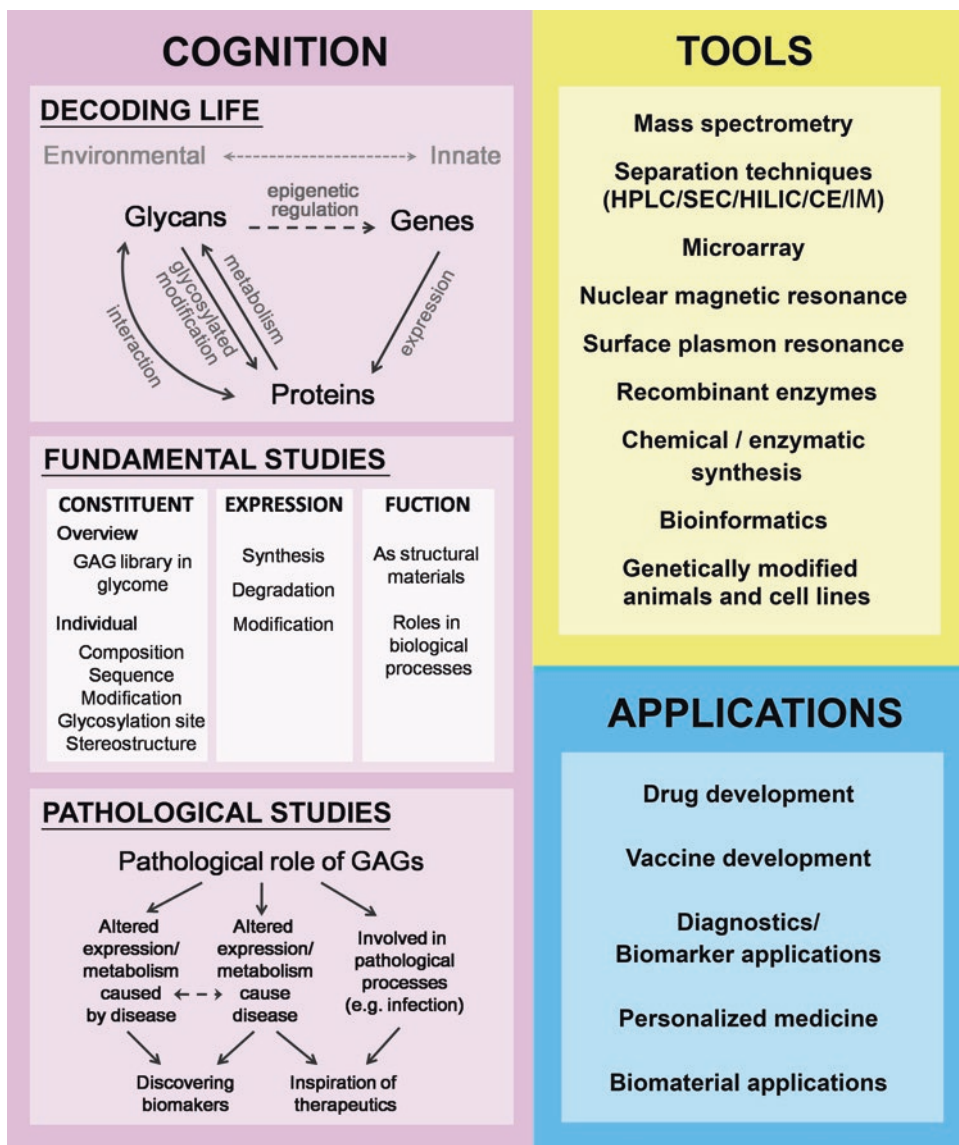 COGNITION
DECODING LIFE
Environmental
Innate
epigenetic
regulation
Glycans
Genes
interaction
glycosylated
modification
metabolism
expression
Proteins
FUNDAMENTAL STUDIES
CONSTITUENT
Overview
GAG library in
glycome
Individual
Composition
Sequence
Modification
Glycosylation site
Stereostructure
EXPRESSION
Synthesis
Degradation
Modification
FUCTION
As structural
materials
Roles in
biological
processes
PATHOLOGICAL STUDIES
Pathological role of GAGs
Altered
expression/
metabolism
caused
by disease
Altered
expression/
metabolism
cause
disease
Involved in
pathological
processes
(e.g. infection)
Discovering
biomakers
Inspiration of
therapeutics
TOOLS
Mass spectrometry
Separation techniques
(HPLC/SEC/HILIC/CE/IM)
Microarray
Nuclear magnetic resonance
Surface plasmon resonance
Recombinant enzymes
Chemical / enzymatic
synthesis
Bioinformatics
Genetically modified
animals and cell lines
APPLICATIONS
Drug development
Vaccine development
Diagnostics/
Biomarker applications
Personalized medicine
Biomaterial applications